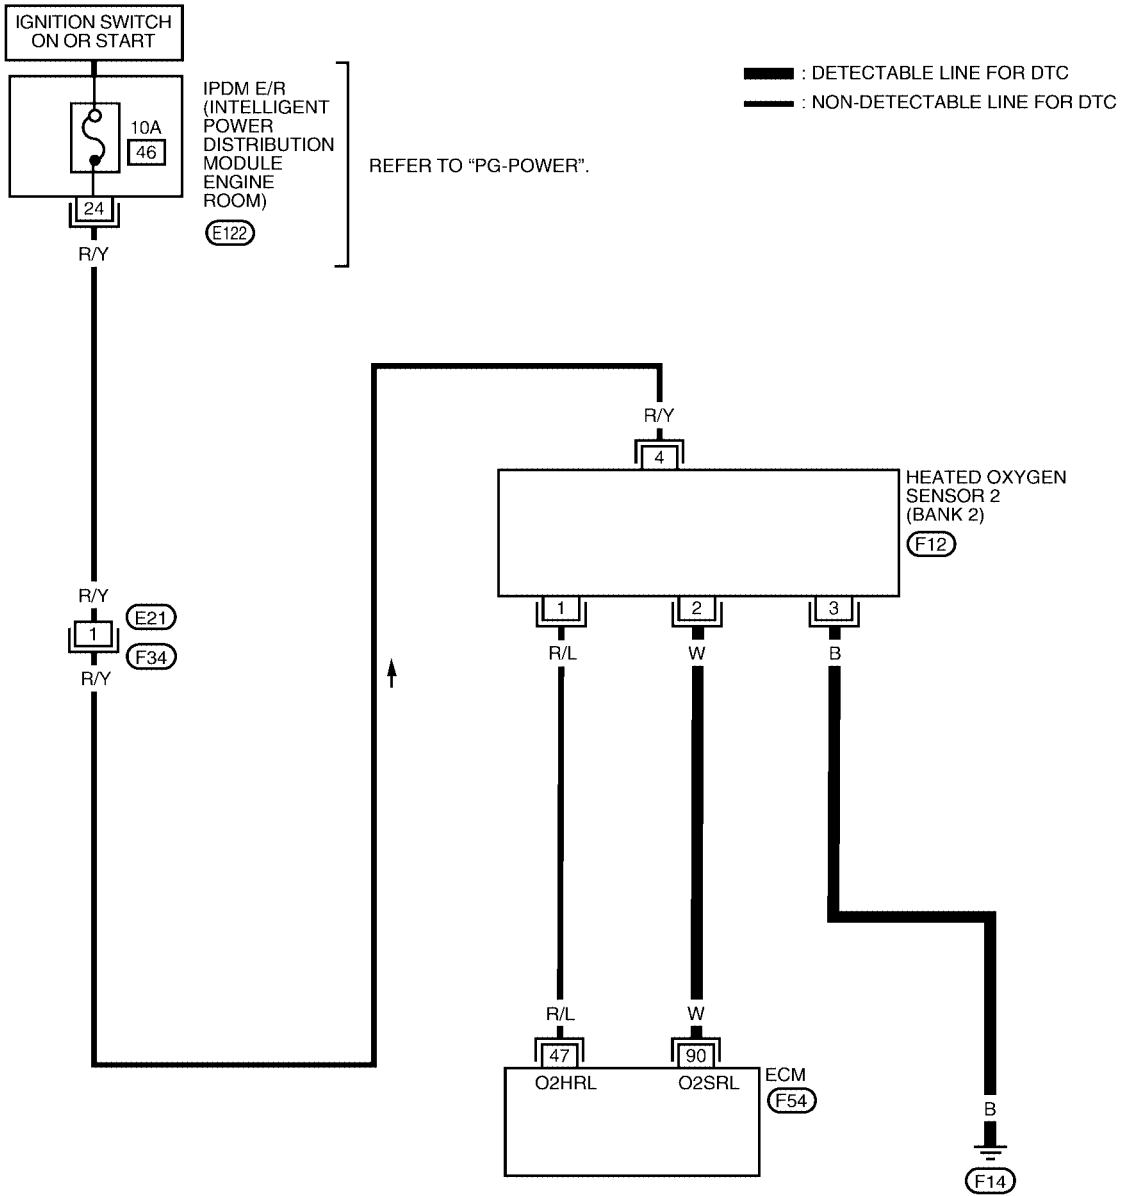 IGNITION SWITCH
ON OR START
IPDM E/R
(INTELLIGENT
POWER
DISTRIBUTION
MODULE
ENGINE
ROOM)
E122
10A
46
24
R/Y
REFER TO “PG-POWER”.
: DETECTABLE LINE FOR DTC
: NON-DETECTABLE LINE FOR DTC
R/Y
4
HEATED OXYGEN
SENSOR 2
(BANK 2)
F12
R/Y
1
E21
F34
R/Y
1
2
3
R/L
W
B
R/L
W
47
90
O2HRL
O2SRL
ECM
F54
B
F14